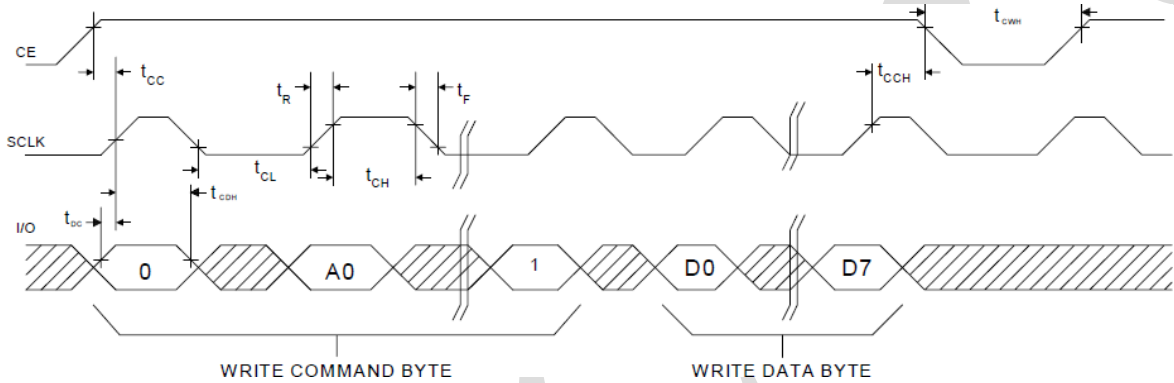 CE
tCWH
tCC
tCCH
tR
tF
SCLK
tCL
tCH
tCDH
tDC
I/O
0
A0
1
D0
D7
WRITE COMMAND BYTE
WRITE DATA BYTE